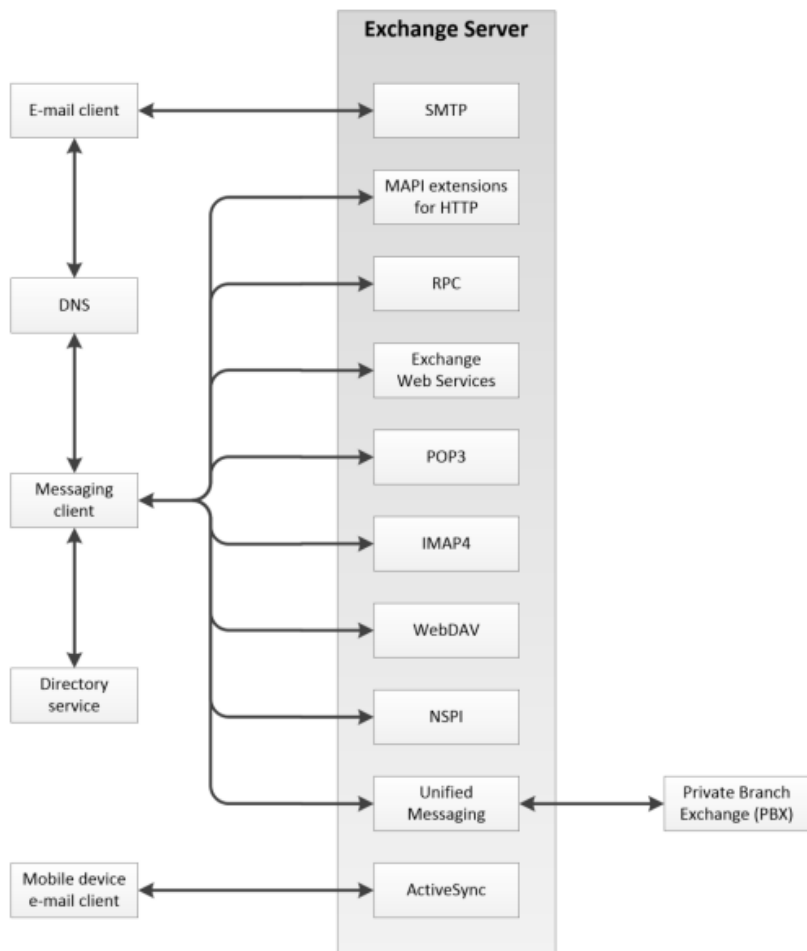 Exchange Server
E-mail client
SMTP
MAPI extensions
for HTTP
DNS
RPC
Exchange
Web Services
POP3
Messaging
client
IMAP4
WebDAV
Directory
service
NSPI
Unified
Messaging
Private Branch
Exchange (PBX)
Mobile device
e-mail client
ActiveSync